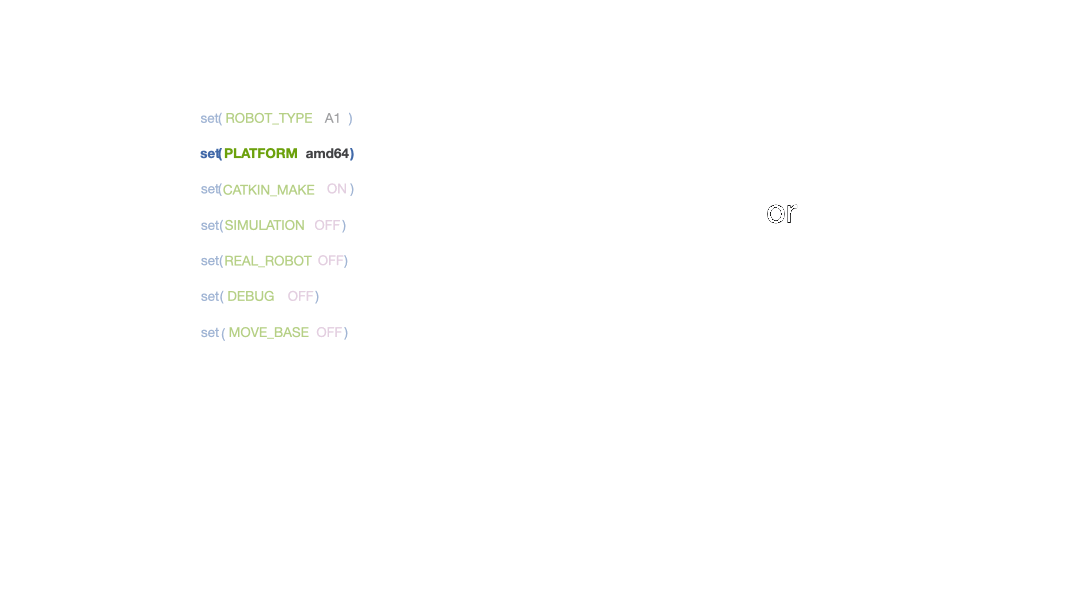 set( ROBOT_TYPE A1 )
set(PLATFORM amd64)
set(CATKIN_MAKE ON )
or
set(SIMULATION OFF)
set(REAL_ROBOT OFF)
set( DEBUG OFF)
set ( MOVE_BASE OFF)